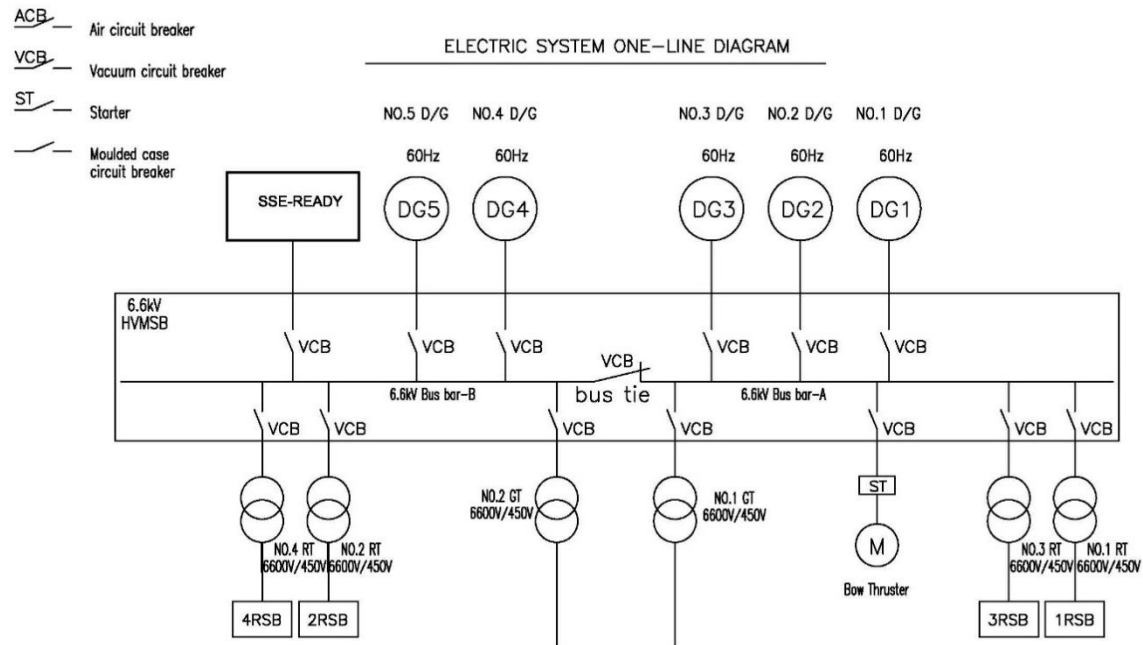 ACB
Air circuit breaker
VCB
Vacuum circuit breaker
ST
Starter
Moulded case
circuit breaker
ELECTRIC SYSTEM ONE-LINE DIAGRAM
NO.5 D/G NO.4 D/G NO.3 D/G NO.2 D/G NO.1 D/G
60Hz 60Hz 60Hz 60Hz 60Hz
SSE-READY DG5 DG4 DG3 DG2 DG1
6.6kV
HVMSB
VCB VCB VCB VCB VCB VCB VCB
6.6kV Bus bar-B bus tie 6.6kV Bus bar-A
VCB VCB VCB VCB VCB VCB VCB
NO.2 GT
6600V/450V
NO.1 GT
6600V/450V
ST
M
Bow Thruster
NO.4 RT NO.2 RT NO.3 RT NO.1 RT
6600V/450V 6600V/450V 6600V/450V 6600V/450V
4RSB 2RSB 3RSB 1RSB